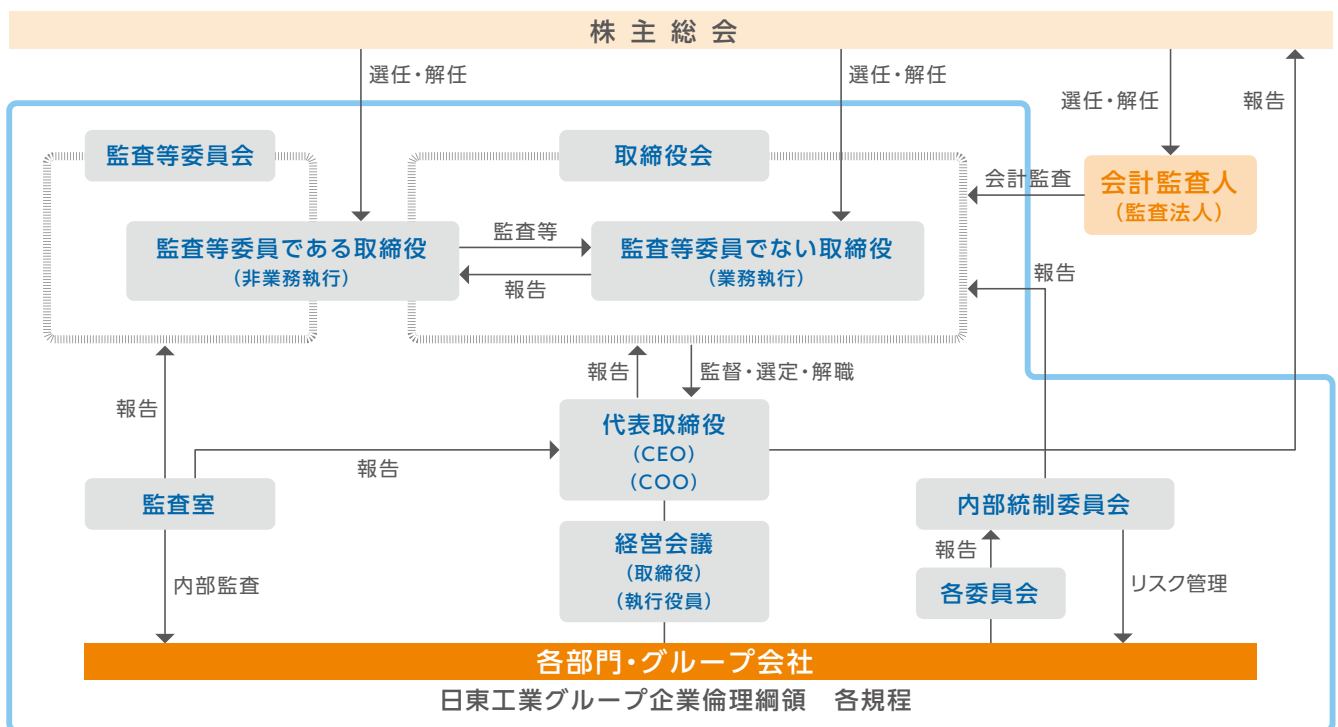 株主総会
選任・解任
選任・解任
選任・解任
報告
監査等委員会
取締役会
会計監査
会計監査人
（監査法人）
監査等委員である取締役
（非業務執行）
監査等
報告
監査等委員でない取締役
（業務執行）
報告
報告
監督・選定・解職
報告
代表取締役
（CEO）
（COO）
報告
監査室
内部統制委員会
経営会議
（取締役）
（執行役員）
報告
内部監査
各委員会
リスク管理
各部門・グループ会社
日東工業グループ企業倫理綱領　各規程